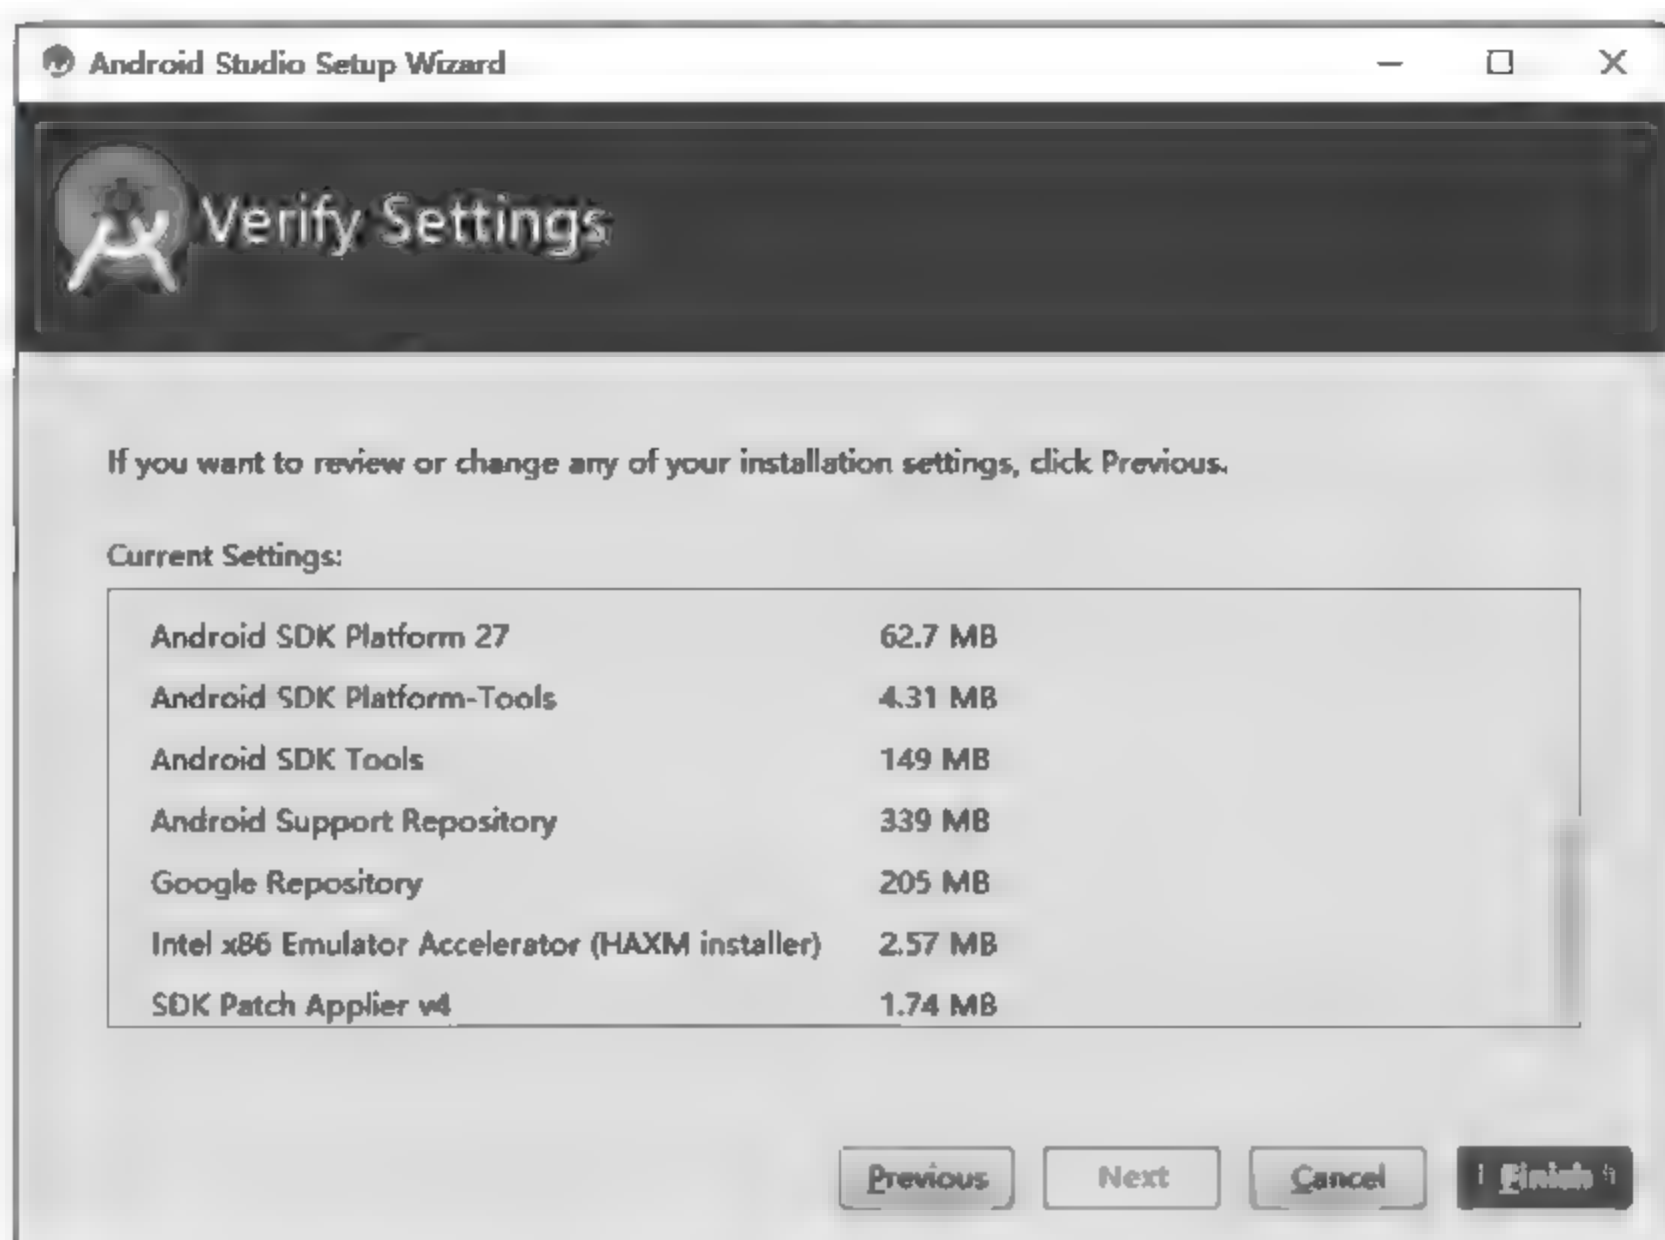 Android Studio Setup Wizard
Verify Settings
If you want to review or change any of your installation settings, click Previous.
Current Settings:
Android SDK Platform 27 62.7 MB
Android SDK Platform-Tools 4.31 MB
Android SDK Tools 149 MB
Android Support Repository 339 MB
Google Repository 205 MB
Intel x86 Emulator Accelerator (HAXM installer) 2.57 MB
SDK Patch Applier v4 1.74 MB
Previous Next Cancel Finish